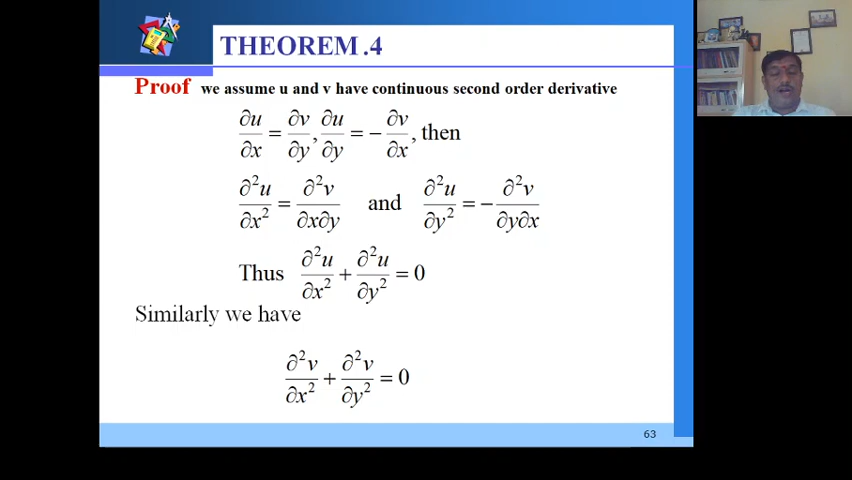 THEOREM .4
Proof we assume u and v have continuous second order derivative
∂u/∂x = ∂v/∂y, ∂u/∂y = −∂v/∂x, then
∂²u/∂x² = ∂²v/∂x∂y and ∂²u/∂y² = −∂²v/∂y∂x
Thus ∂²u/∂x² + ∂²u/∂y² = 0
Similarly we have
∂²v/∂x² + ∂²v/∂y² = 0
63